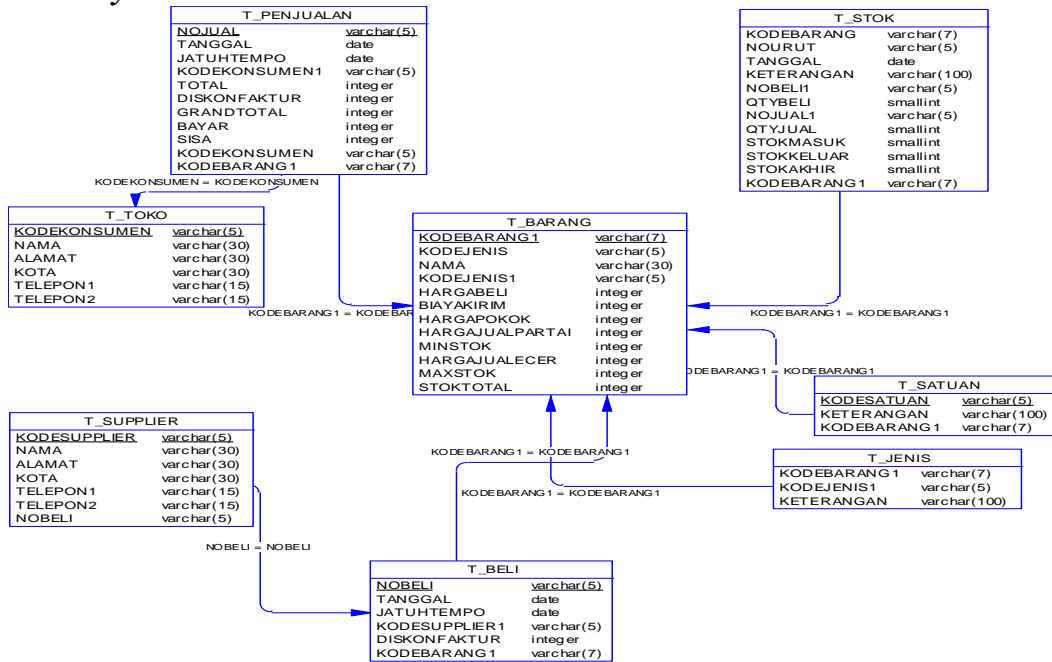 T_PENJUALAN
NOJUAL varchar(5)
TANGGAL date
JATUHTEMPO date
KODEKONSUMEN1 varchar(5)
TOTAL integer
DISKONFAKTUR integer
GRANDTOTAL integer
BAYAR integer
SISA integer
KODEKONSUMEN varchar(5)
KODEBARANG1 varchar(7)
T_STOK
KODEBARANG varchar(7)
NOURUT varchar(5)
TANGGAL date
KETERANGAN varchar(100)
NOBELI1 varchar(5)
QTYBELI smallint
NOJUAL1 varchar(5)
QTYJUAL smallint
STOKMASUK smallint
STOKKELUAR smallint
STOKAKHIR smallint
KODEBARANG1 varchar(7)
KODEKONSUMEN = KODEKONSUMEN
T_TOKO
KODEKONSUMEN varchar(5)
NAMA varchar(30)
ALAMAT varchar(30)
KOTA varchar(30)
TELEPON1 varchar(15)
TELEPON2 varchar(15)
KODEBARANG1 = KODEBAR
T_BARANG
KODEBARANG1 varchar(7)
KODEJENIS varchar(5)
NAMA varchar(30)
KODEJENIS1 varchar(5)
HARGABELI integer
BIAYAKIRIM integer
HARGAPOKOK integer
HARGAJUALPARTAI integer
MINSTOK integer
HARGAJUALECER integer
MAXSTOK integer
STOKTOTAL integer
KODEBARANG1 = KODEBARANG1
ODEBARANG1 = KODEBARANG1
T_SATUAN
KODESATUAN varchar(5)
KETERANGAN varchar(100)
KODEBARANG1 varchar(7)
T_SUPPLIER
KODESUPPLIER varchar(5)
NAMA varchar(30)
ALAMAT varchar(30)
KOTA varchar(30)
TELEPON1 varchar(15)
TELEPON2 varchar(15)
NOBELI varchar(5)
KODEBARANG1 = KODEBARANG1
KODEBARANG1 = KODEBARANG1
T_JENIS
KODEBARANG1 varchar(7)
KODEJENIS1 varchar(5)
KETERANGAN varchar(100)
NOBELI = NOBELI
T_BELI
NOBELI varchar(5)
TANGGAL date
JATUHTEMPO date
KODESUPPLIER1 varchar(5)
DISKONFAKTUR integer
KODEBARANG1 varchar(7)